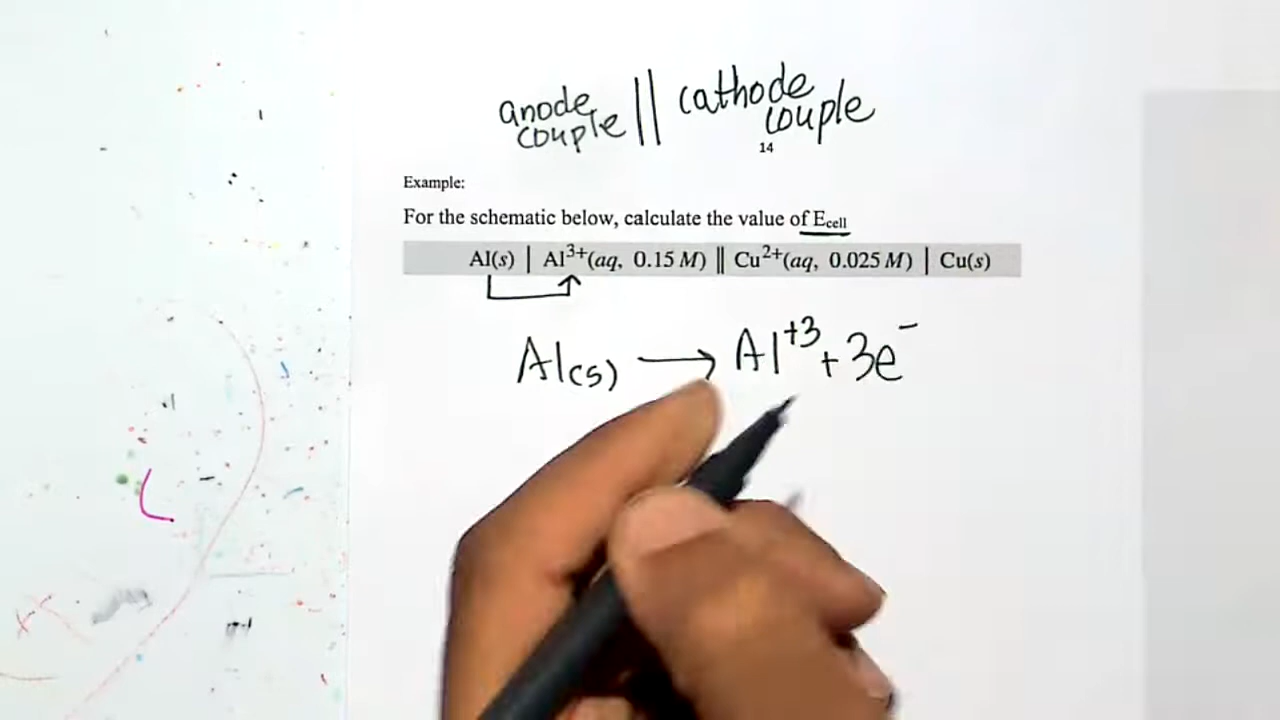 anode couple || cathode couple
14
Example:
For the schematic below, calculate the value of Ecell
Al(s) | Al³⁺(aq, 0.15 M) || Cu²⁺(aq, 0.025 M) | Cu(s)
Al(s) → Al⁺³ + 3e⁻